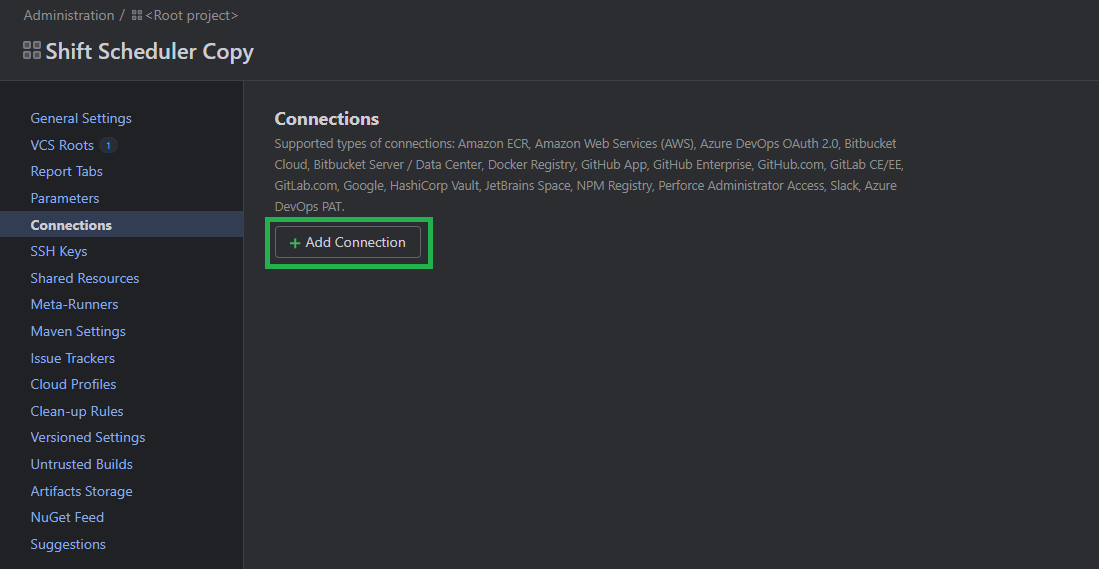 Administration / <Root project>
Shift Scheduler Copy
General Settings
VCS Roots 1
Report Tabs
Parameters
Connections
SSH Keys
Shared Resources
Meta-Runners
Maven Settings
Issue Trackers
Cloud Profiles
Clean-up Rules
Versioned Settings
Untrusted Builds
Artifacts Storage
NuGet Feed
Suggestions
Connections
Supported types of connections: Amazon ECR, Amazon Web Services (AWS), Azure DevOps OAuth 2.0, Bitbucket
Cloud, Bitbucket Server / Data Center, Docker Registry, GitHub App, GitHub Enterprise, GitHub.com, GitLab CE/EE,
GitLab.com, Google, HashiCorp Vault, JetBrains Space, NPM Registry, Perforce Administrator Access, Slack, Azure
DevOps PAT.
+ Add Connection